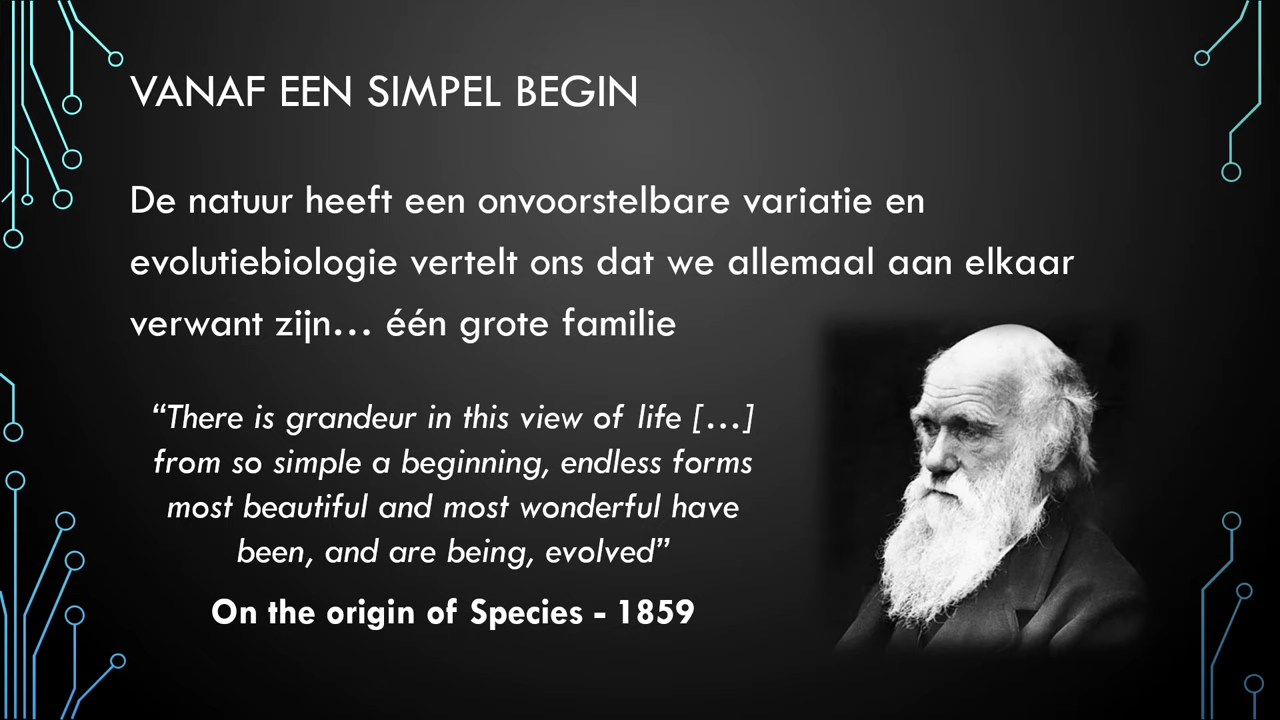 VANAF EEN SIMPEL BEGIN
De natuur heeft een onvoorstelbare variatie en
evolutiebiologie vertelt ons dat we allemaal aan elkaar
verwant zijn… één grote familie
“There is grandeur in this view of life […]
from so simple a beginning, endless forms
most beautiful and most wonderful have
been, and are being, evolved”
On the origin of Species - 1859